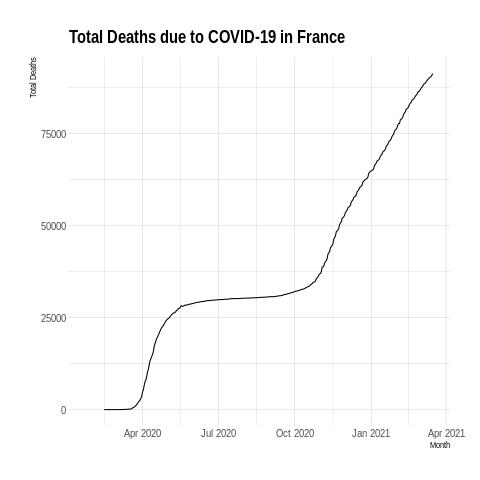 Total Deaths due to COVID-19 in France
Total Deaths
75000
50000
25000
0
Apr 2020 Jul 2020 Oct 2020 Jan 2021 Apr 2021
Month